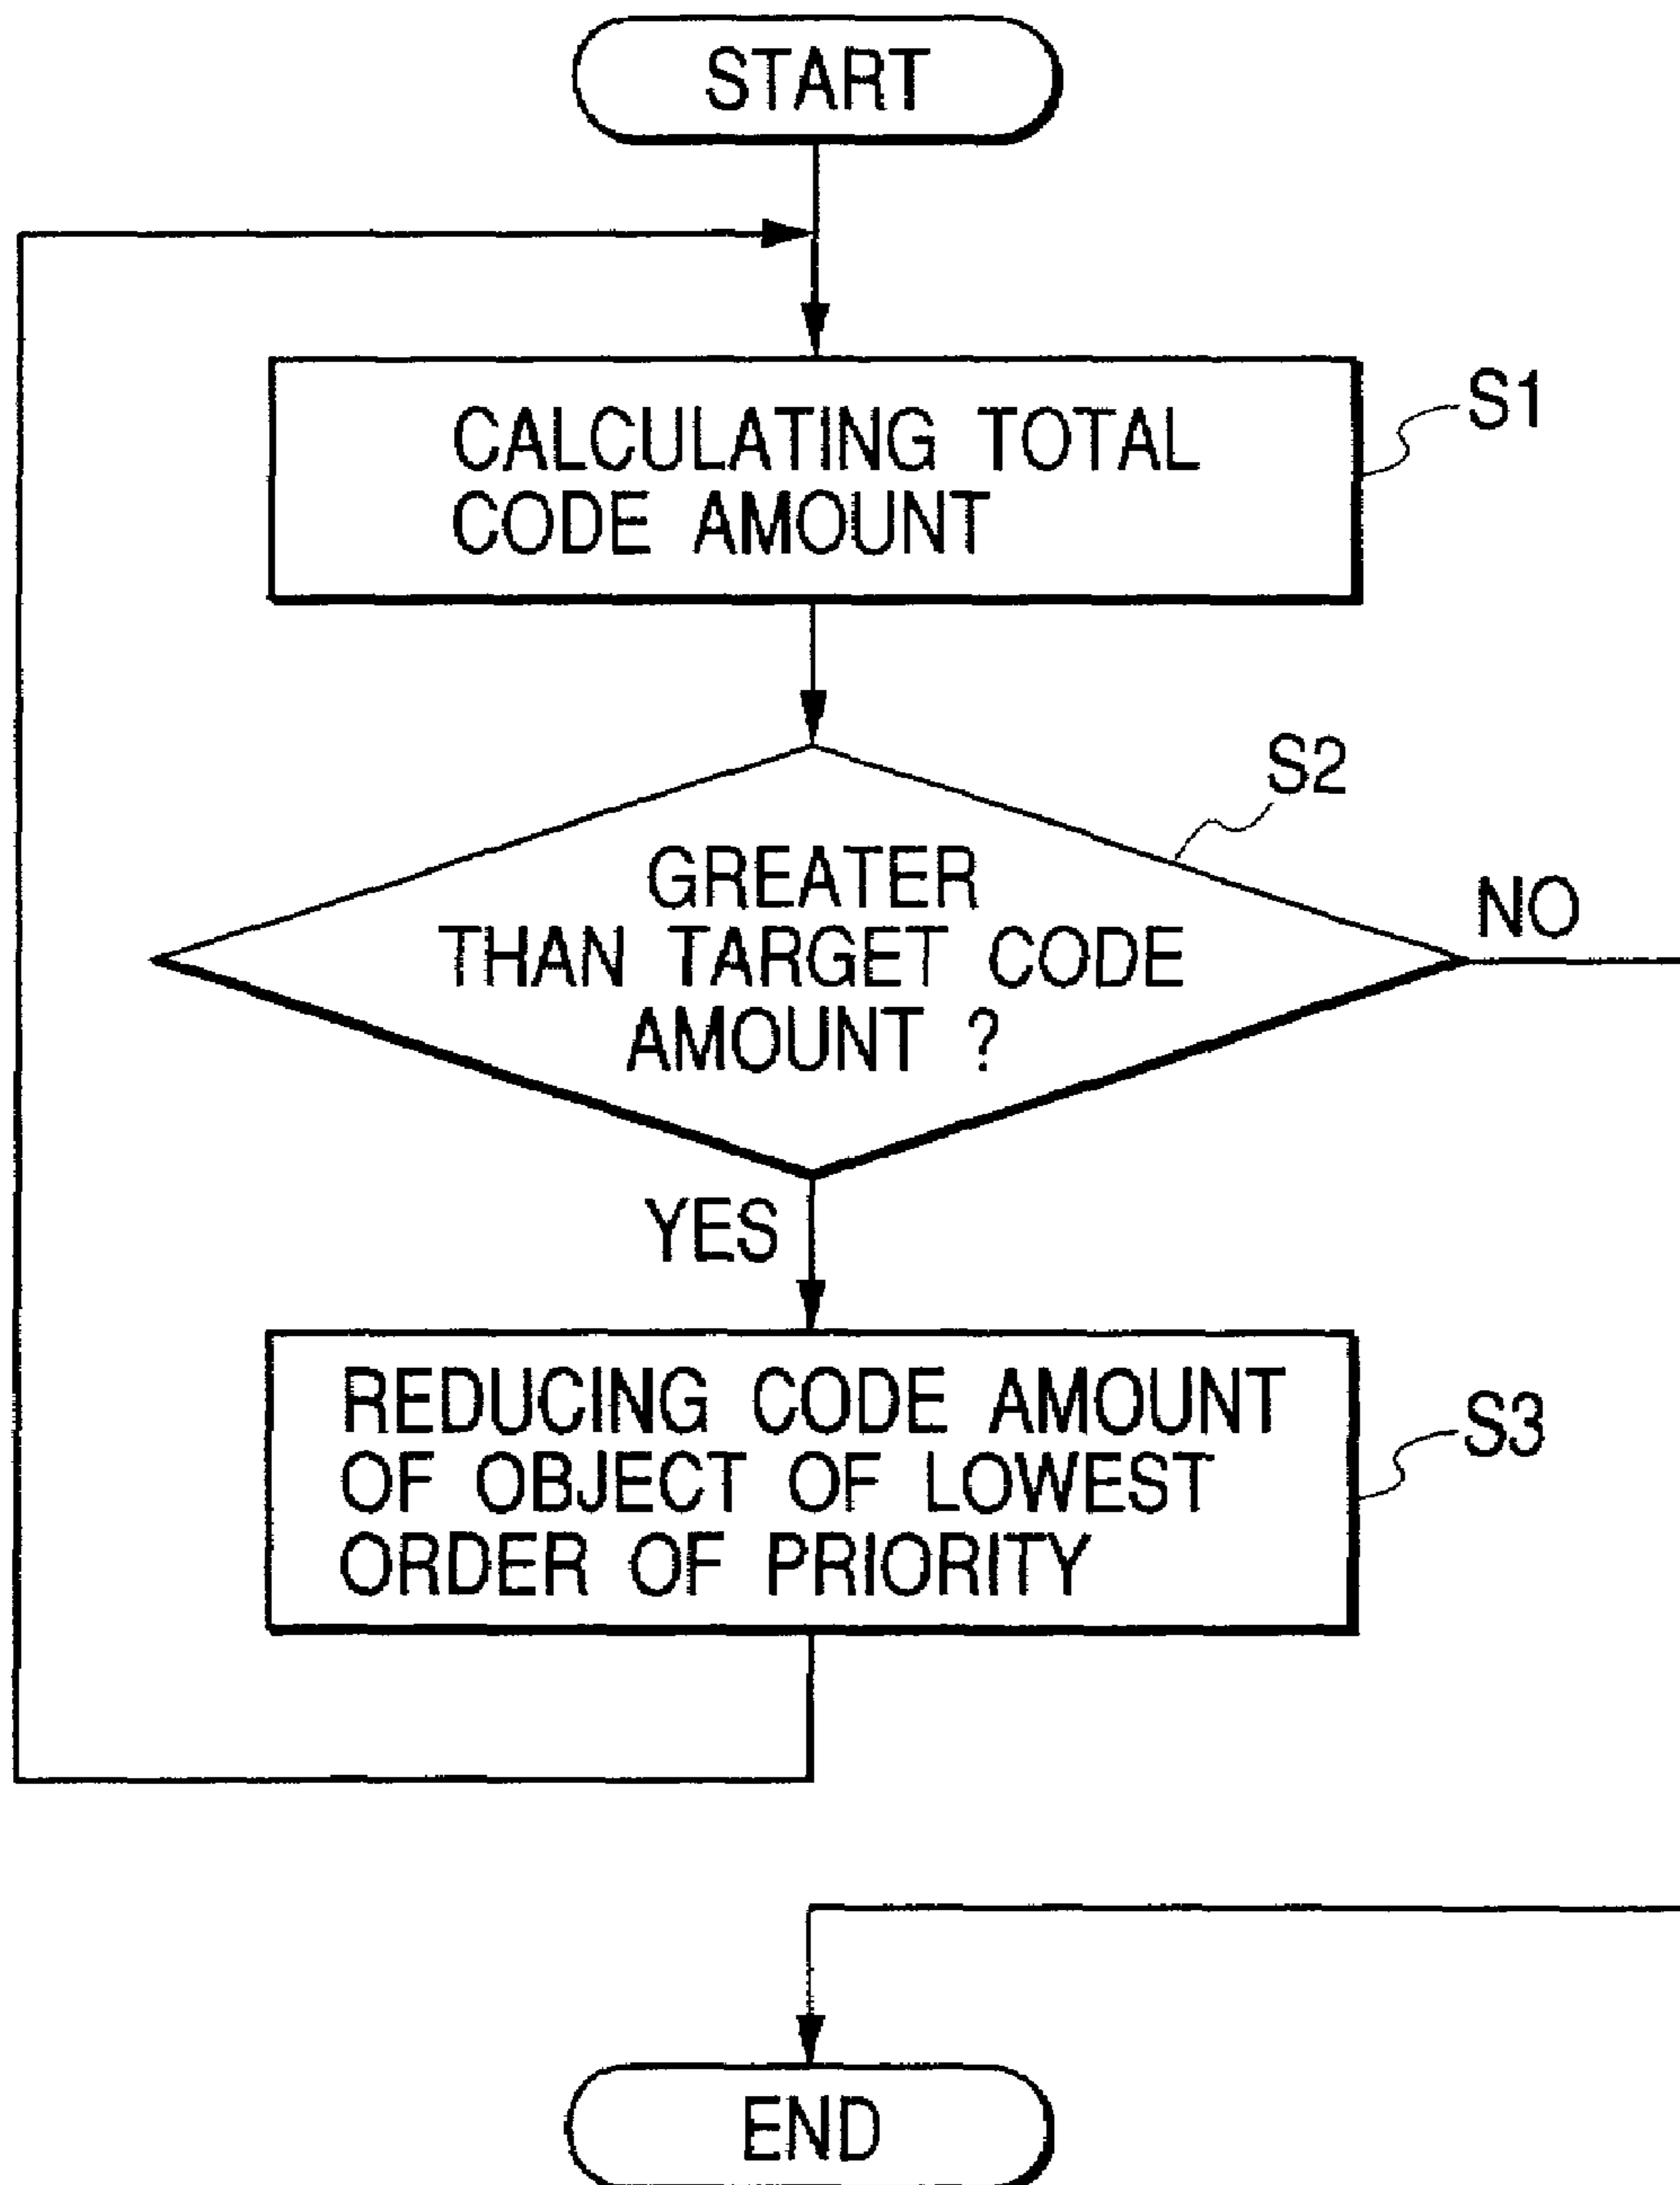 START
CALCULATING TOTAL
CODE AMOUNT
S1
S2
GREATER
THAN TARGET CODE
AMOUNT ?
NO
YES
REDUCING CODE AMOUNT
OF OBJECT OF LOWEST
ORDER OF PRIORITY
S3
END